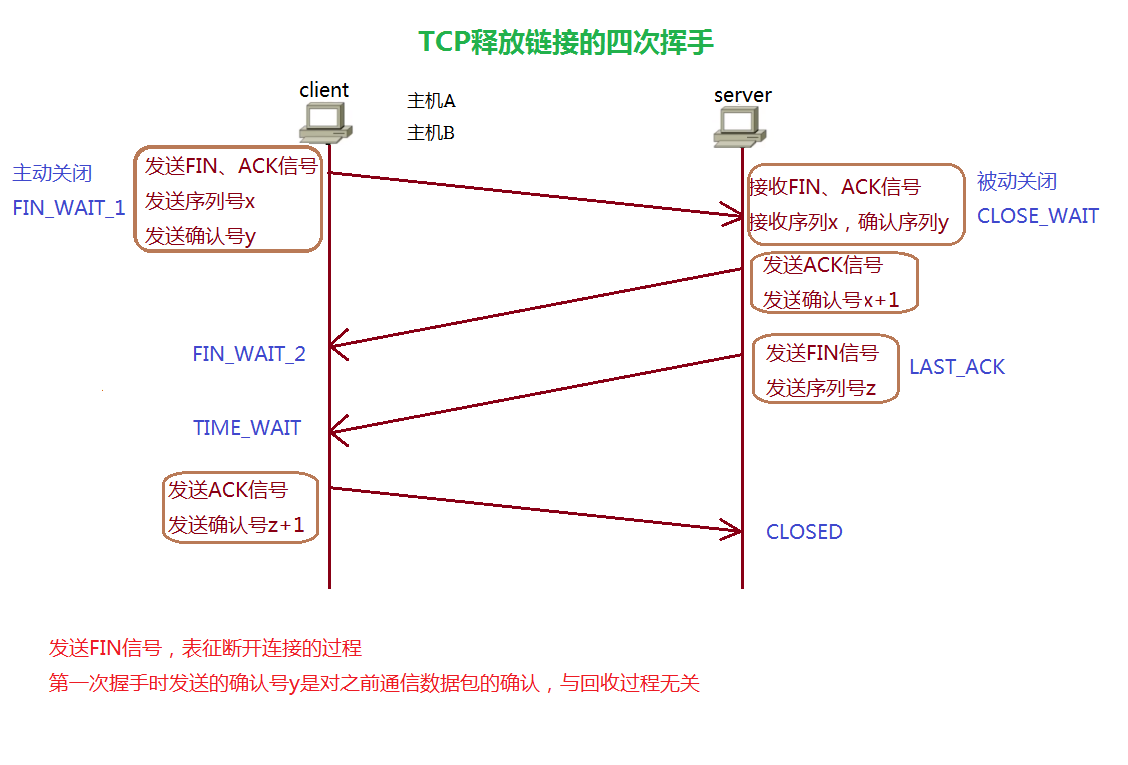 TCP释放链接的四次挥手
client
主机A
主机B
server
主动关闭
FIN_WAIT_1
发送FIN、ACK信号
发送序列号x
发送确认号y
接收FIN、ACK信号
接收序列x，确认序列y
被动关闭
CLOSE_WAIT
发送ACK信号
发送确认号x+1
FIN_WAIT_2
发送FIN信号
发送序列号z
LAST_ACK
TIME_WAIT
发送ACK信号
发送确认号z+1
CLOSED
发送FIN信号，表征断开连接的过程
第一次握手时发送的确认号y是对之前通信数据包的确认，与回收过程无关